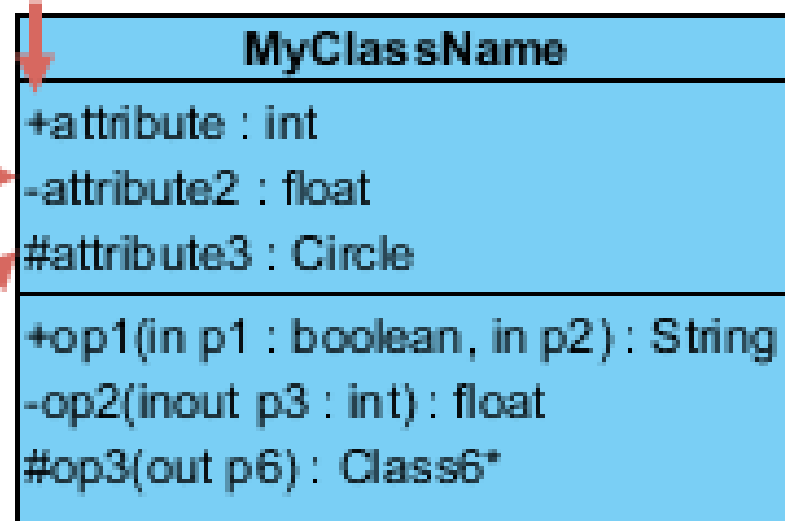 MyClassName
+attribute : int
-attribute2 : float
#attribute3 : Circle
+op1(in p1 : boolean, in p2) : String
-op2(inout p3 : int) : float
#op3(out p6) : Class6*